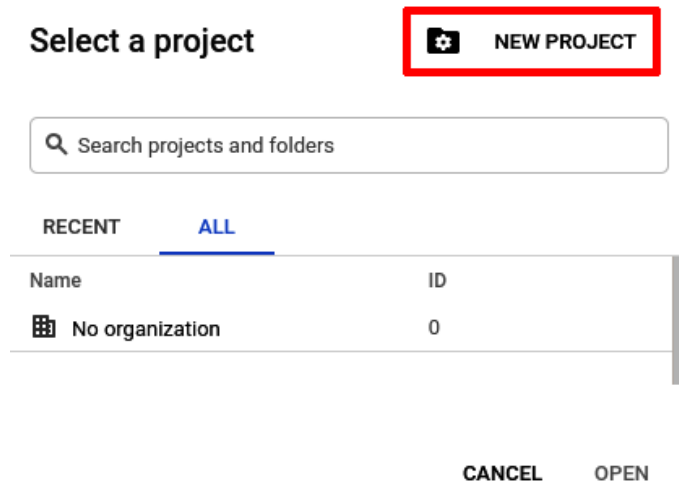 Select a project
NEW PROJECT
Search projects and folders
RECENT ALL
Name ID
No organization 0
CANCEL OPEN